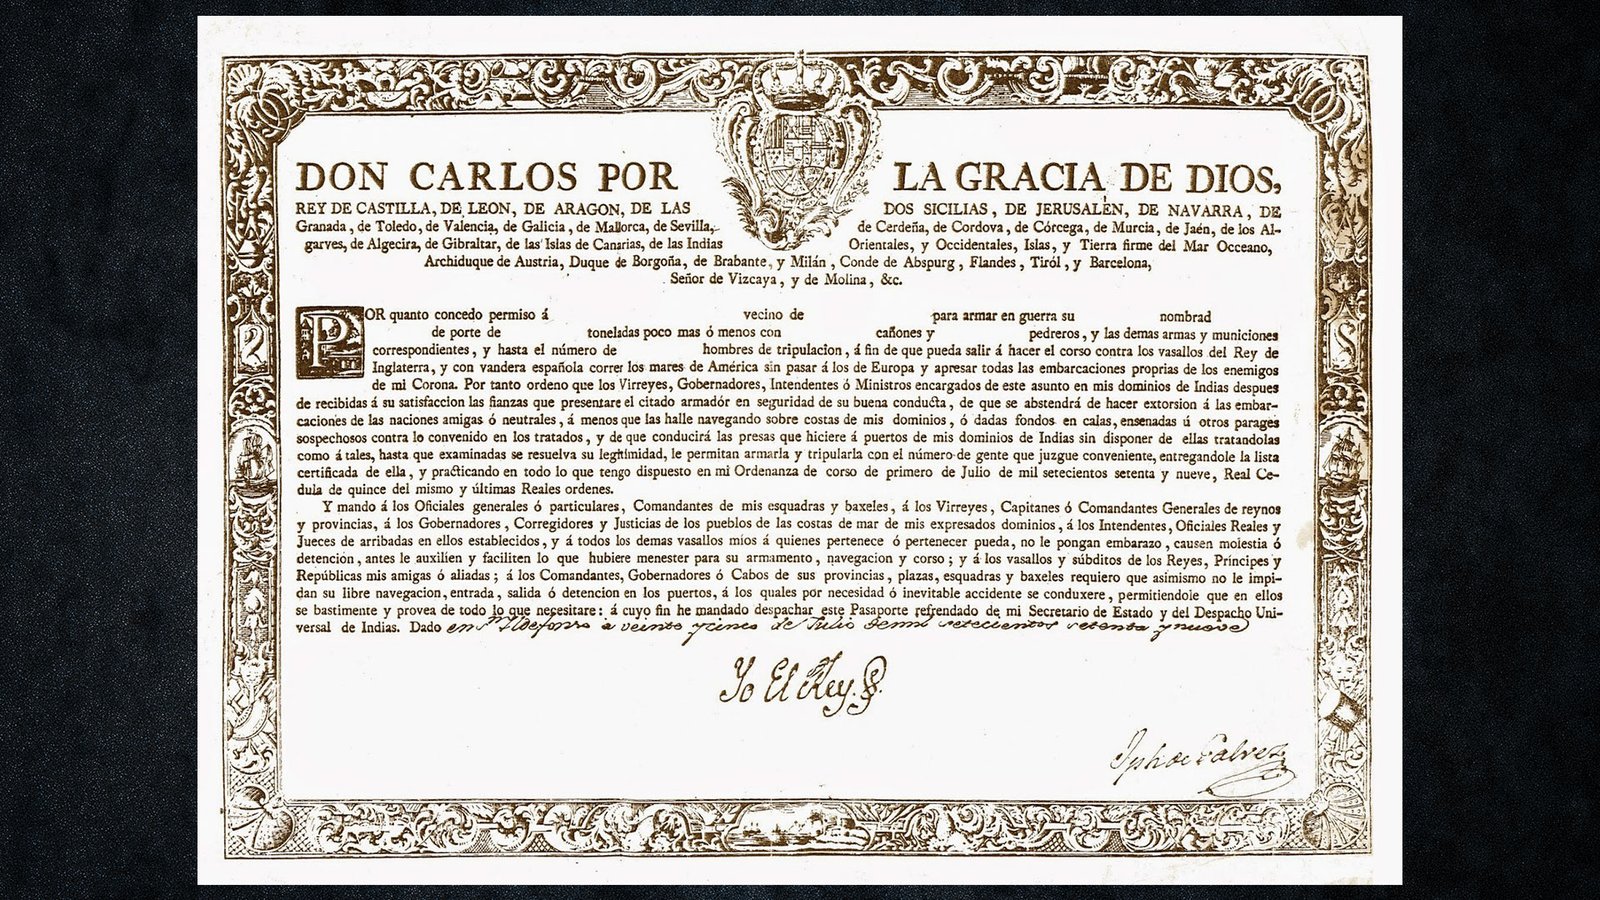 DON CARLOS POR LA GRACIA DE DIOS,
REY DE CASTILLA, DE LEON, DE ARAGON, DE LAS DOS SICILIAS, DE JERUSALÈN, DE NAVARRA, DE
Granada, de Toledo, de Valencia, de Galicia, de Mallorca, de Sevilla, de Cerdeña, de Cordova, de Córcega, de Murcia, de Jaén, de los Al-
garves, de Algecira, de Gibraltar, de las Islas de Canarias, de las Indias Orientales, y Occidentales, Islas, y Tierra firme del Mar Occeano,
Archiduque de Austria, Duque de Borgoña, de Brabante, y Milán, Conde de Abspurg, Flandes, Tiról, y Barcelona,
Señor de Vizcaya, y de Molina, &c.
POR quanto concedo permiso á vecino de para armar en guerra su nombrad
de porte de toneladas poco mas ó menos con cañones y pedreros, y las demas armas y municiones
correspondientes, y hasta el número de hombres de tripulacion, á fin de que pueda salir á hacer el corso contra los vasallos del Rey de
Inglaterra, y con vandera española correr los mares de América sin pasar á los de Europa y apresar todas las embarcaciones proprias de los enemigos
de mi Corona. Por tanto ordeno que los Virreyes, Gobernadores, Intendentes ó Ministros encargados de este asunto en mis dominios de Indias despues
de recibidas á su satisfaccion las fianzas que presentare el citado armadór en seguridad de su buena conducta, de que se abstendrá de hacer extorsion á las embar-
caciones de las naciones amigas ó neutrales, á menos que las halle navegando sobre costas de mis dominios, ó dadas fondos en calas, ensenadas ú otros parages
sospechosos contra lo convenido en los tratados, y de que conducirá las presas que hiciere á puertos de mis dominios de Indias sin disponer de ellas tratandolas
como á tales, hasta que examinadas se resuelva su legitimidad, le permitan armarla y tripularla con el número de gente que juzgue conveniente, entregandole la lista
certificada de ella, y practicando en todo lo que tengo dispuesto en mi Ordenanza de corso de primero de Julio de mil setecientos setenta y nueve, Real Ce-
dula de quince del mismo y últimas Reales ordenes.
Y mando á los Oficiales generales ó particulares, Comandantes de mis esquadras y baxeles, á los Virreyes, Capitanes ó Comandantes Generales de reynos
y provincias, á los Gobernadores, Corregidores y Justicias de los pueblos de las costas de mar de mis expresados dominios, á los Intendentes, Oficiales Reales y
Jueces de arribadas en ellos establecidos, y á todos los demas vasallos mios á quienes pertenece ó pertenecer pueda, no le pongan embarazo, causen molestia ó
detencion, antes le auxilien y faciliten lo que hubiere menester para su armamento, navegacion y corso; y á los vasallos y súbditos de los Reyes, Principes y
Repúblicas mis amigas ó aliadas; á los Comandantes, Gobernadores ó Cabos de sus provincias, plazas, esquadras y baxeles requiero que asimismo no le impi-
dan su libre navegacion, entrada, salida ó detencion en los puertos, á los quales por necesidad ó inevitable accidente se conduxere, permitiendole que en ellos
se bastimente y provea de todo lo que necesitare: á cuyo fin he mandado despachar este Pasaporte refrendado de mi Secretario de Estado y del Despacho Uni-
versal de Indias. Dado en Sn. Ildefonso a veinte y cinco de Julio de mil setecientos setenta y nueve
Yo El Rey
Jph de Galvez